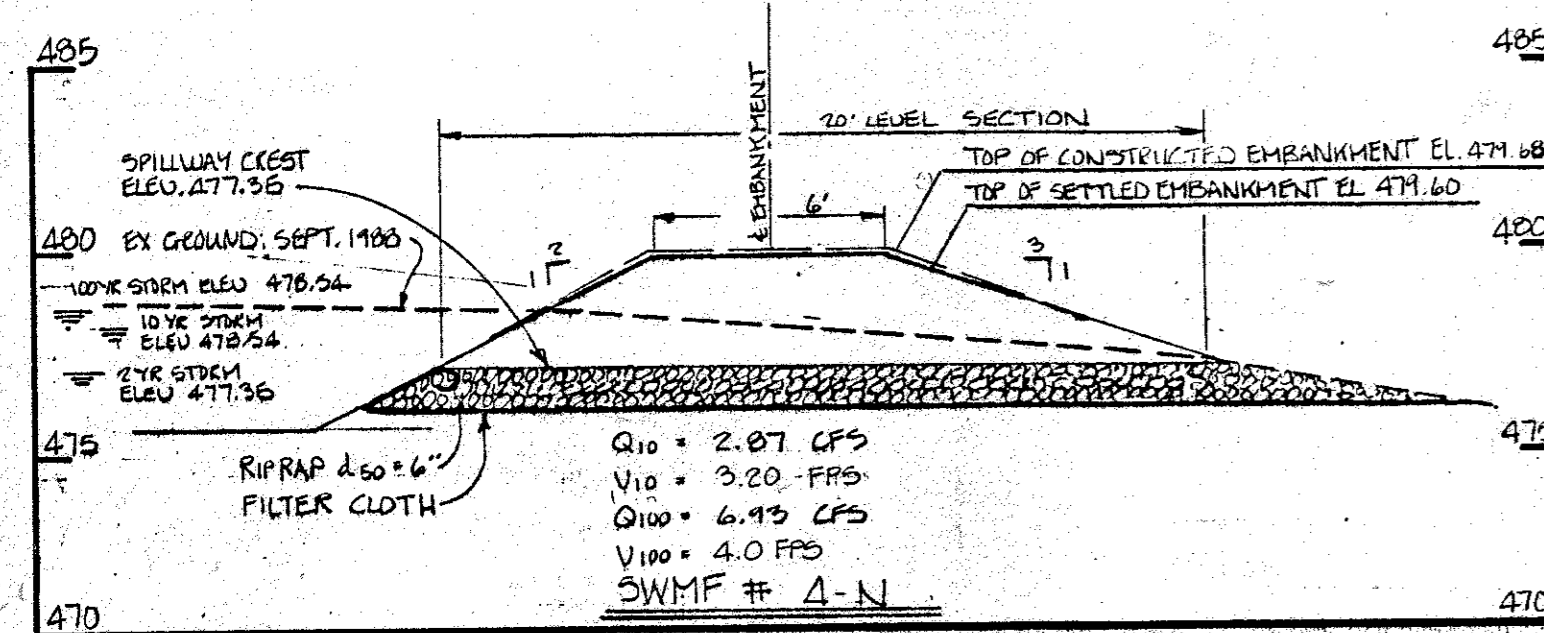 485
485
20' LEVEL SECTION
℄ EMBANKMENT
SPILLWAY CREST
ELEV. 477.36
TOP OF CONSTRUCTED EMBANKMENT EL. 479.68
TOP OF SETTLED EMBANKMENT EL 479.60
6'
480
EX GROUND: SEPT. 1988
480
2
1
3
1
100YR STORM ELEV 478.54
10 YR STORM
ELEV 478.54
2YR STORM
ELEV 477.36
475
475
RIPRAP d50 = 6"
FILTER CLOTH
Q10 = 2.87 CFS
V10 = 3.20 FPS
Q100 = 6.93 CFS
V100 = 4.0 FPS
SWMF # 4-N
470
470